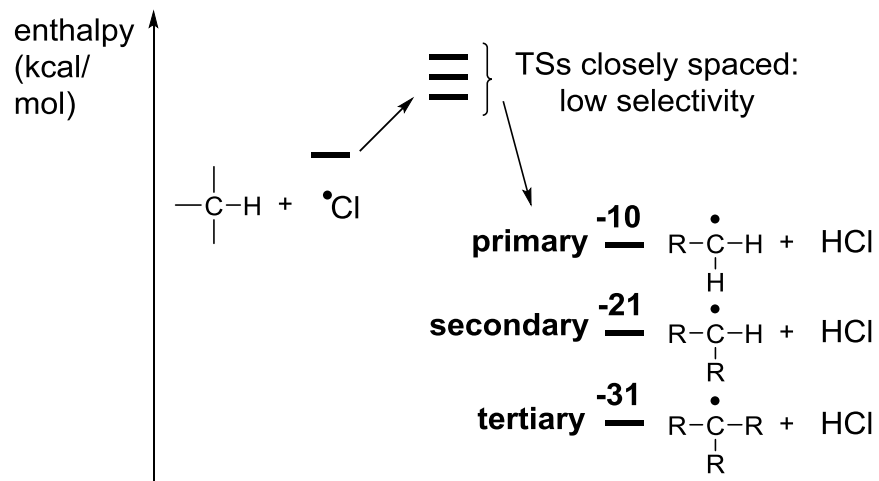 enthalpy
(kcal/
mol)
TSs closely spaced:
low selectivity
C H + •Cl
-10
primary R C H + HCl
H
-21
secondary R C H + HCl
R
-31
tertiary R C R + HCl
R